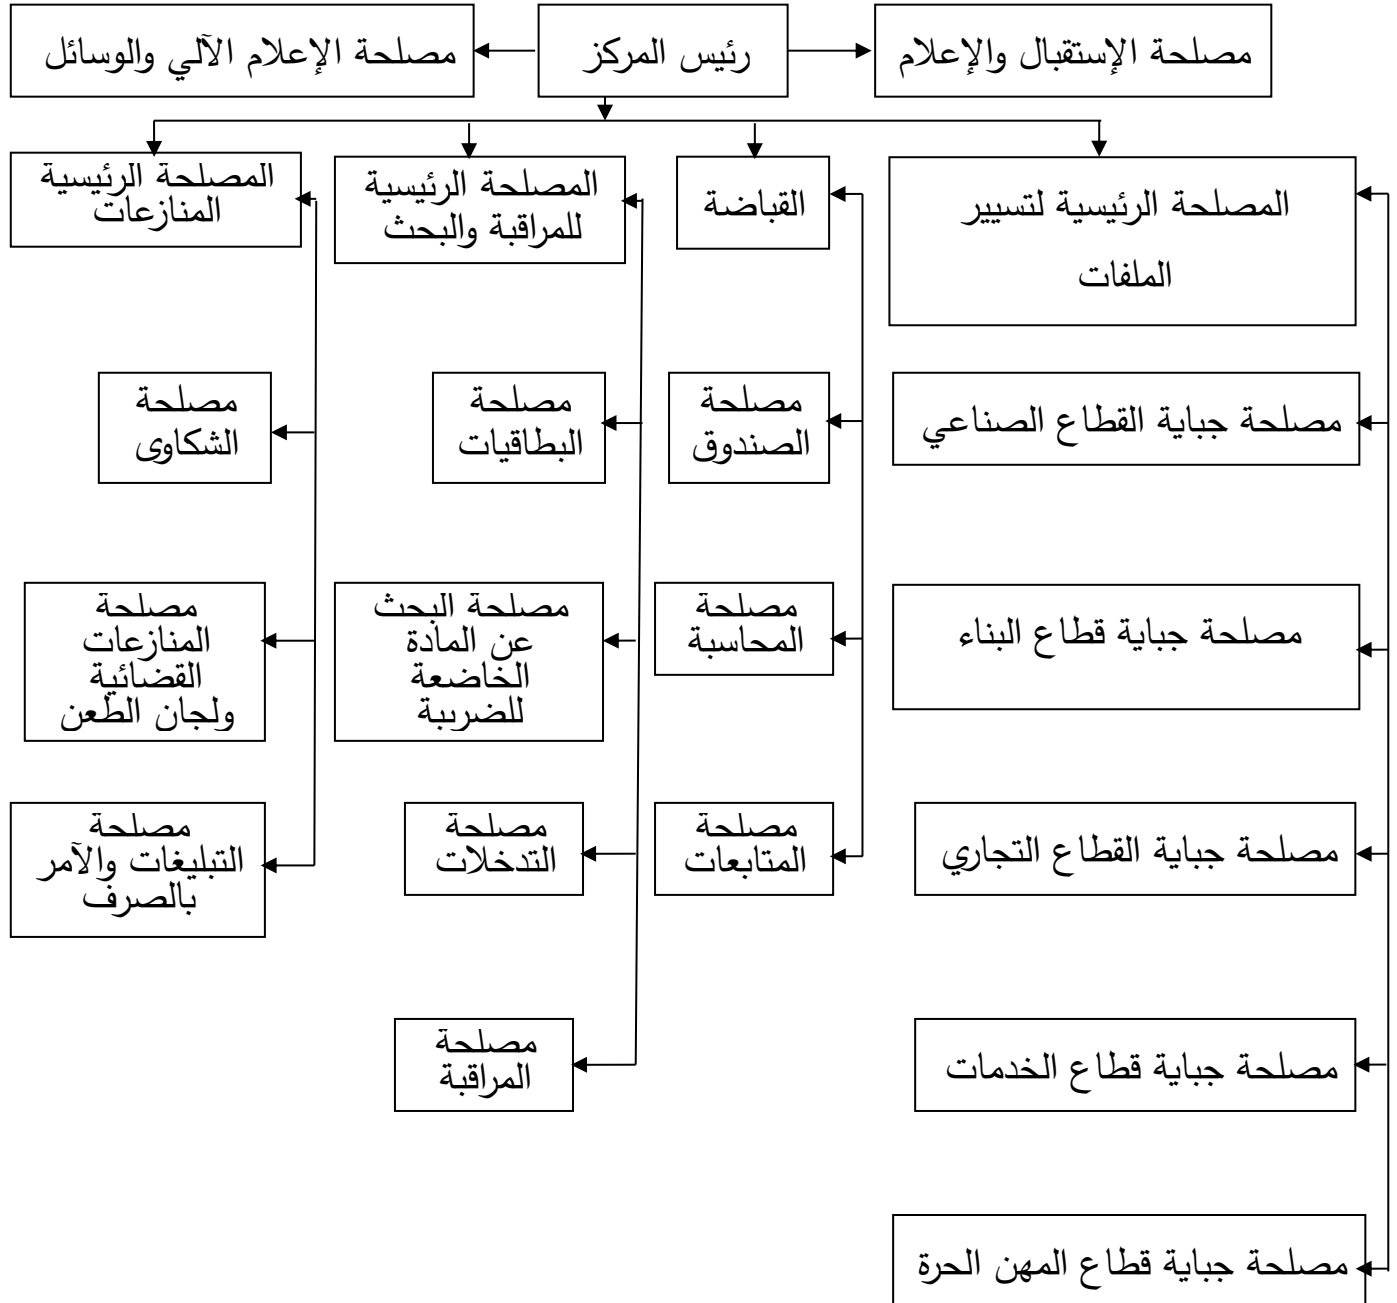 مصلحة الإستقبال والإعلام
رئيس المركز
مصلحة الإعلام الآلي والوسائل
المصلحة الرئيسية لتسيير
الملفات
القباضة
المصلحة الرئيسية
للمراقبة والبحث
المصلحة الرئيسية
المنازعات
مصلحة جباية القطاع الصناعي
مصلحة
الصندوق
مصلحة
البطاقيات
مصلحة
الشكاوى
مصلحة جباية قطاع البناء
مصلحة
المحاسبة
مصلحة البحث
عن المادة
الخاضعة
للضريبة
مصلحة
المنازعات
القضائية
ولجان الطعن
مصلحة جباية القطاع التجاري
مصلحة
المتابعات
مصلحة
التدخلات
مصلحة
التبليغات والآمر
بالصرف
مصلحة جباية قطاع الخدمات
مصلحة
المراقبة
مصلحة جباية قطاع المهن الحرة